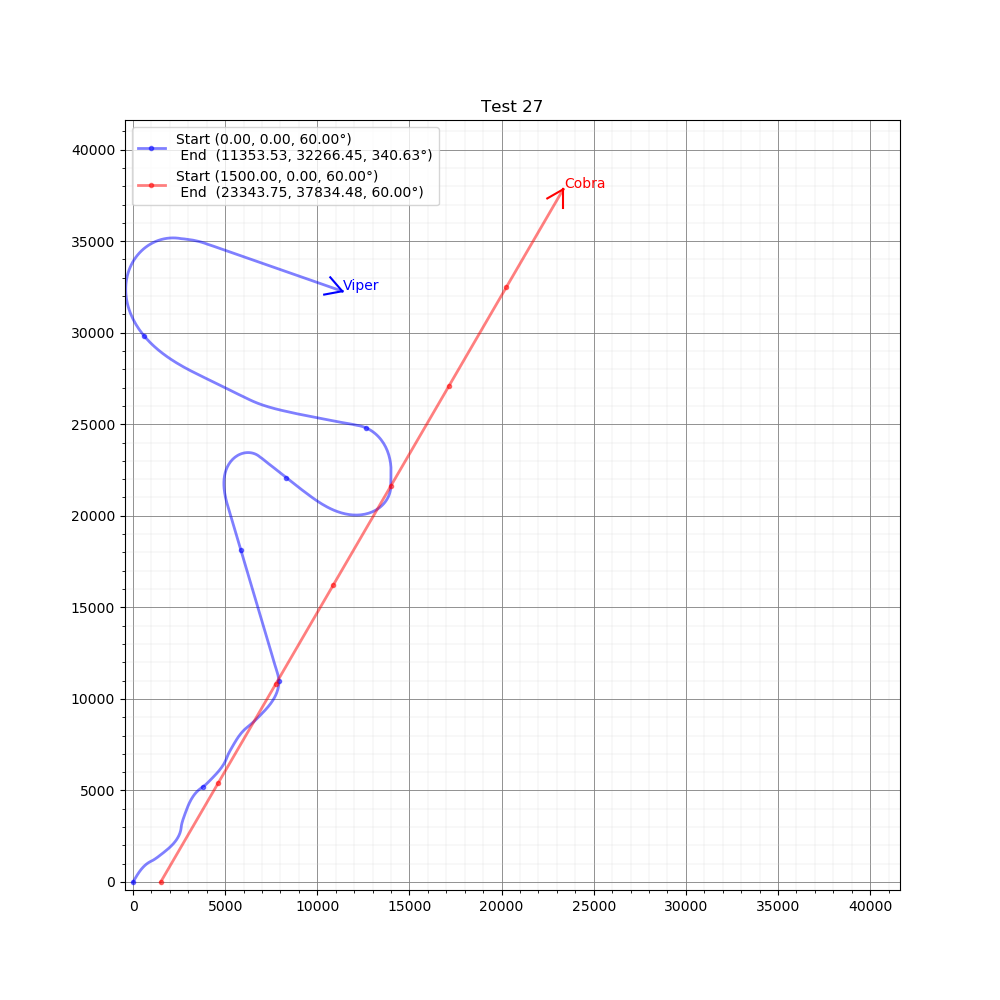 Test 27
Start (0.00, 0.00, 60.00°)
End (11353.53, 32266.45, 340.63°)
Start (1500.00, 0.00, 60.00°)
End (23343.75, 37834.48, 60.00°)
Cobra
Viper
40000
35000
30000
25000
20000
15000
10000
5000
0
0 5000 10000 15000 20000 25000 30000 35000 40000